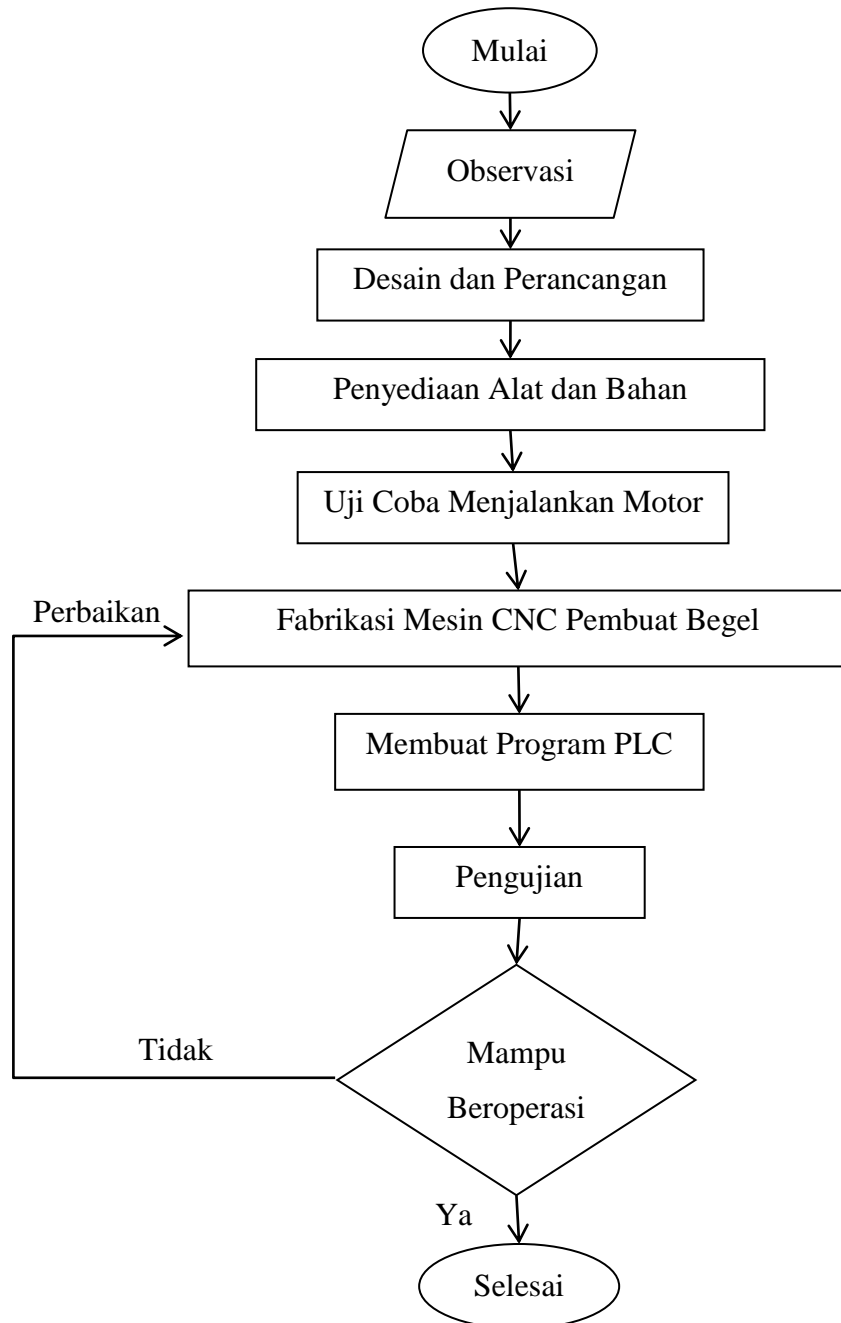 Mulai
Observasi
Desain dan Perancangan
Penyediaan Alat dan Bahan
Uji Coba Menjalankan Motor
Perbaikan
Fabrikasi Mesin CNC Pembuat Begel
Membuat Program PLC
Pengujian
Tidak
Mampu
Beroperasi
Ya
Selesai